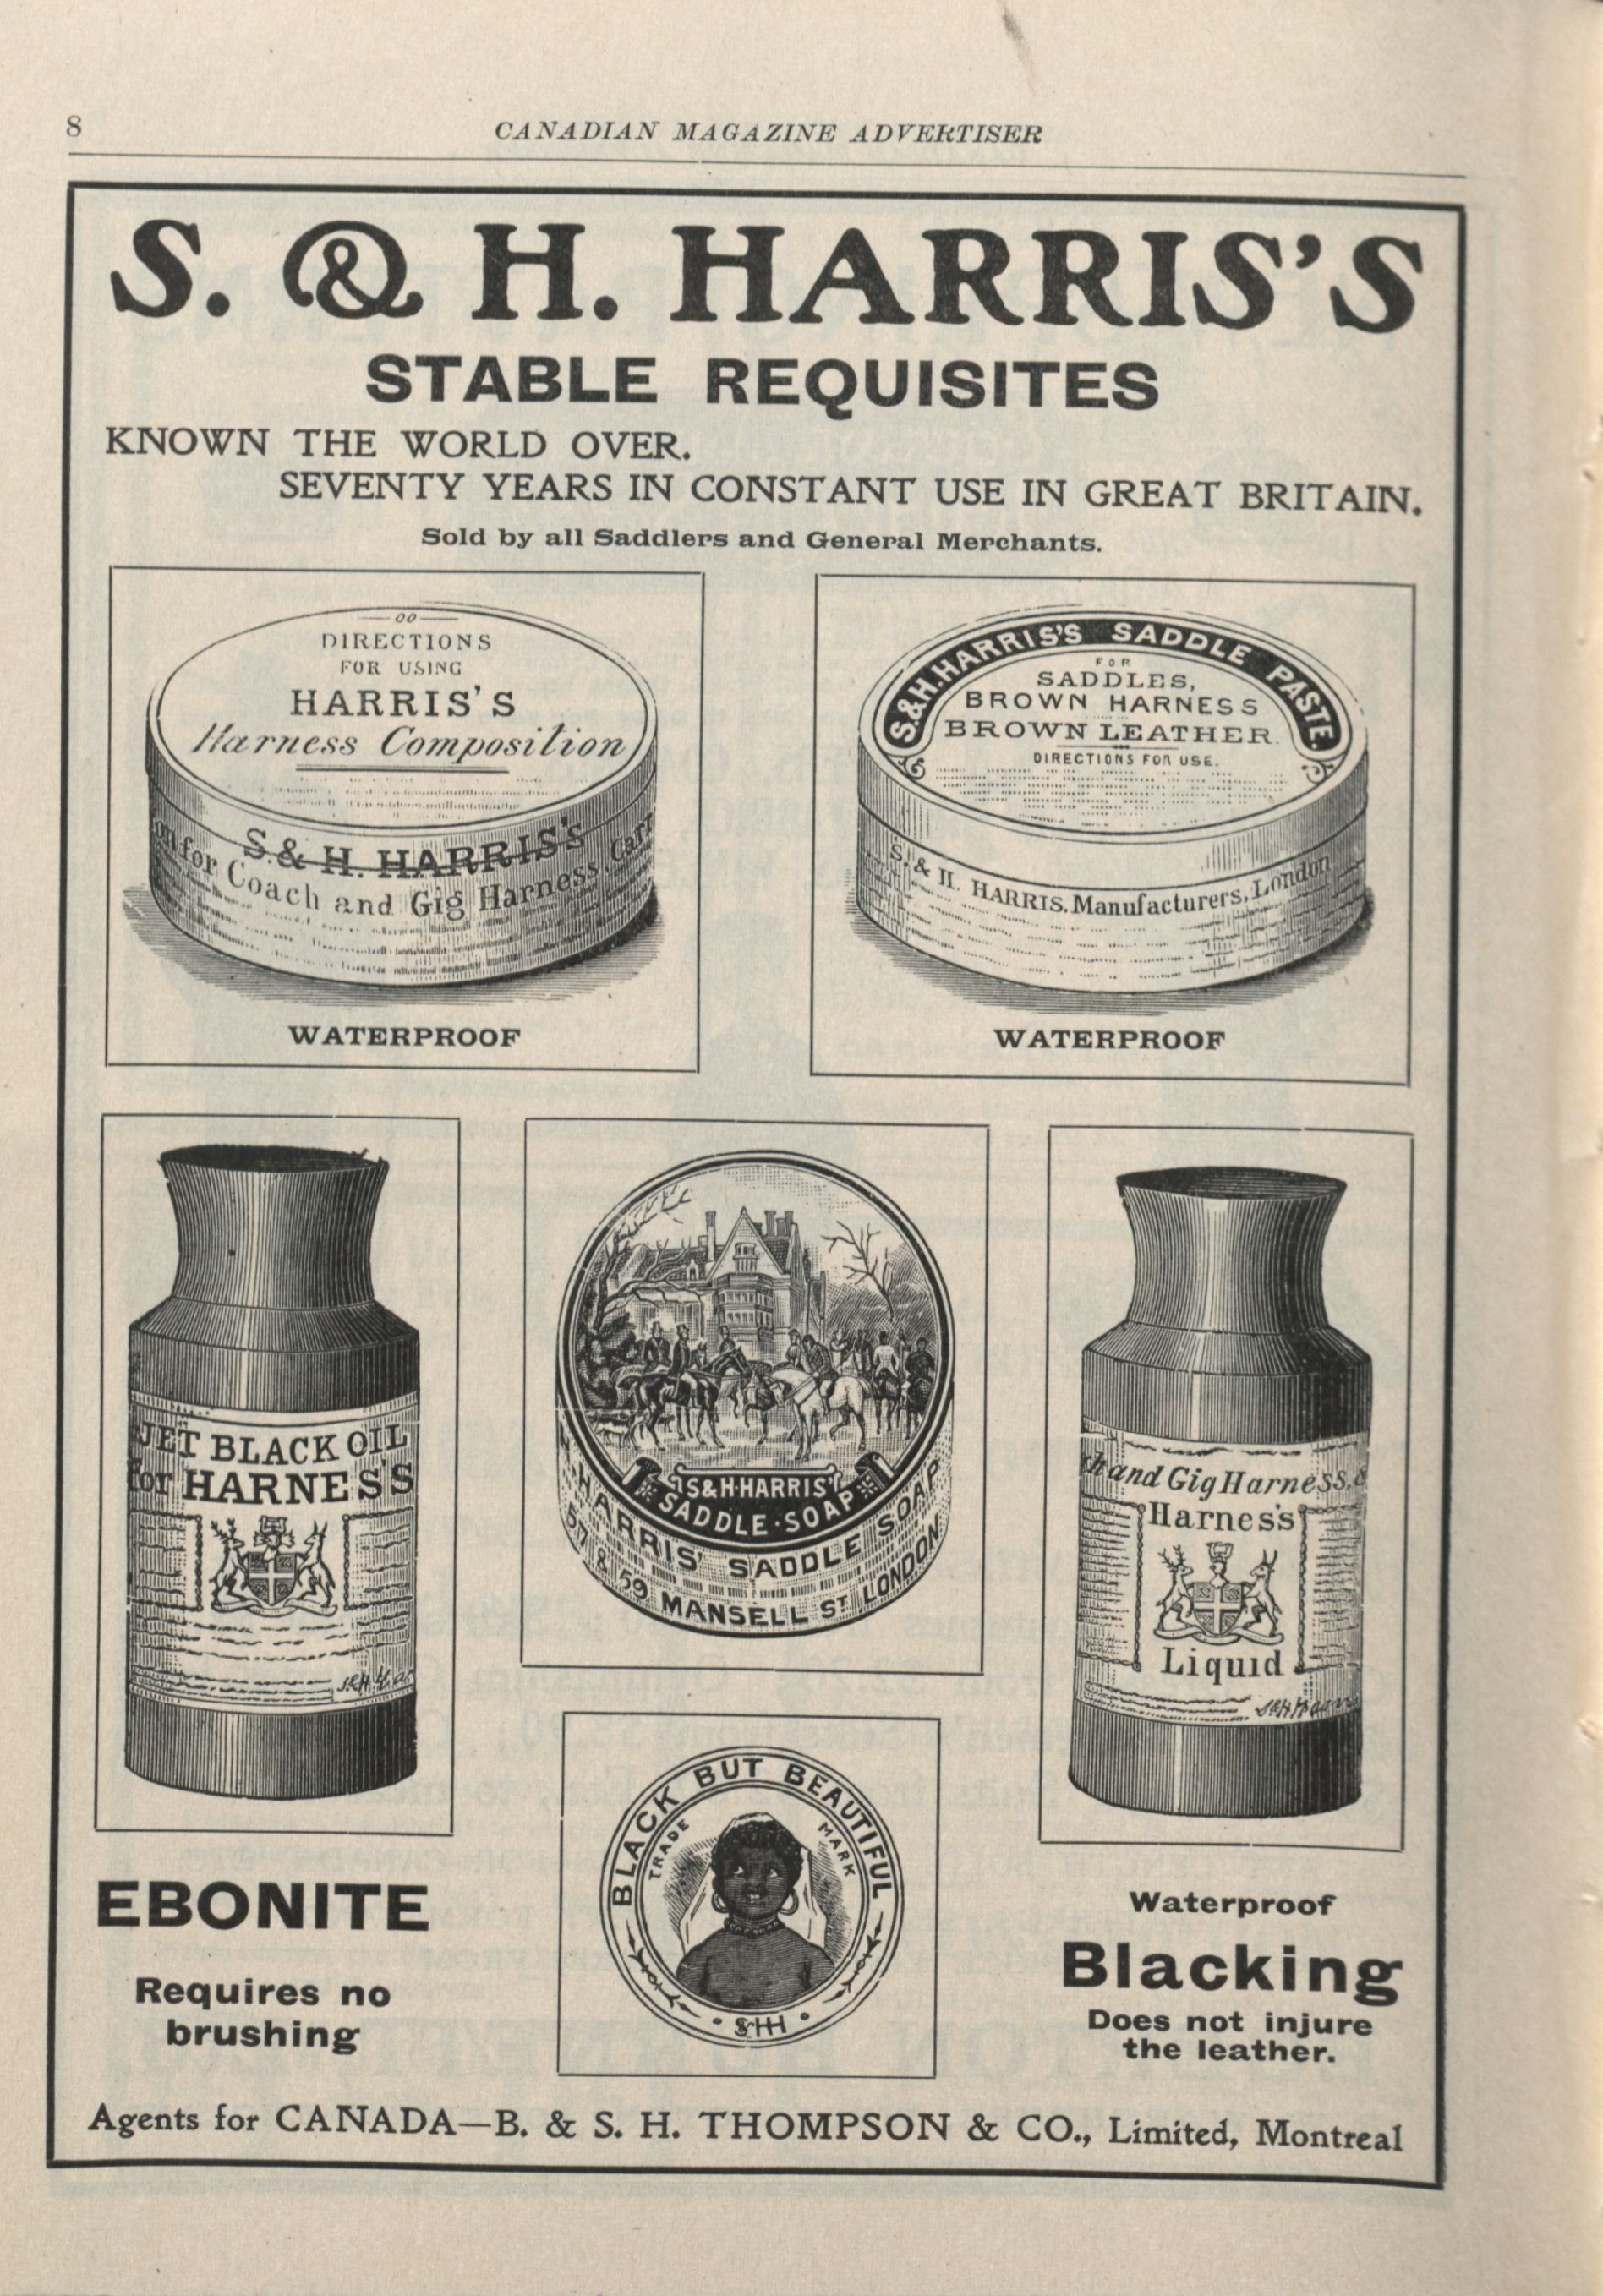 8
CANADIAN MAGAZINE ADVERTISER
S. & H. HARRIS'S
STABLE REQUISITES
KNOWN THE WORLD OVER.
SEVENTY YEARS IN CONSTANT USE IN GREAT BRITAIN.
Sold by all Saddlers and General Merchants.
DIRECTIONS
FOR USING
HARRIS'S
Harness Composition
S. & H. HARRIS'S
on for Coach and Gig Harness, Carr
WATERPROOF
S. & H. HARRIS'S SADDLE PASTE.
FOR
SADDLES,
BROWN HARNESS
BROWN LEATHER.
DIRECTIONS FOR USE.
S. & H. HARRIS. Manufacturers, London
WATERPROOF
JET BLACK OIL
for HARNESS
S&H.HARRIS'
SADDLE·SOAP
HARRIS' SADDLE SOAP
57 & 59 MANSELL ST LONDON
h and Gig Harness, &
Harness's
Liquid
BLACK BUT BEAUTIFUL
TRADE MARK
EBONITE
Requires no
brushing
Waterproof
Blacking
Does not injure
the leather.
Agents for CANADA—B. & S. H. THOMPSON & CO., Limited, Montreal